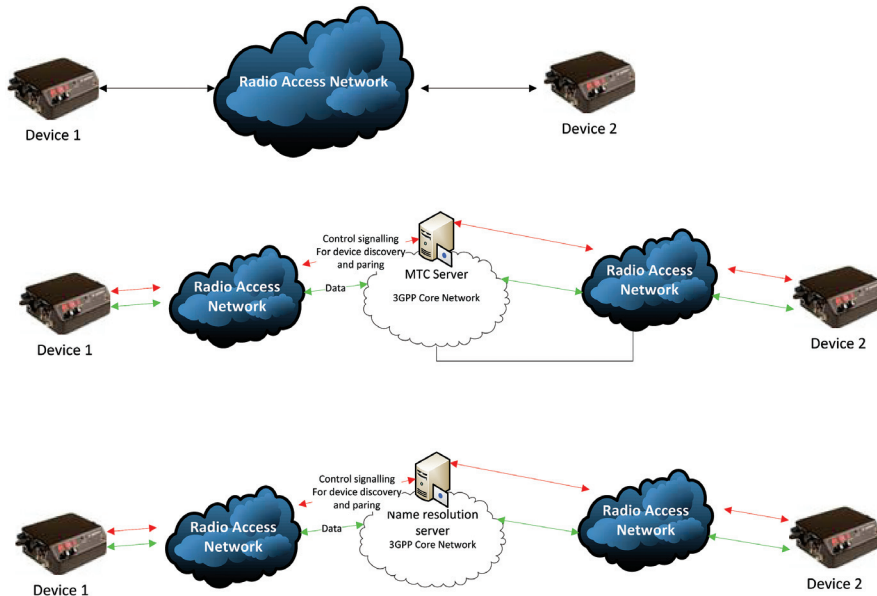 Radio Access Network
Device 1
Device 2
Control signalling
For device discovery
and paring
MTC Server
Radio Access
Network
Data
3GPP Core Network
Radio Access
Network
Device 1
Device 2
Control signalling
For device discovery
and paring
Name resolution
server
Radio Access
Network
Data
3GPP Core Network
Radio Access
Network
Device 1
Device 2